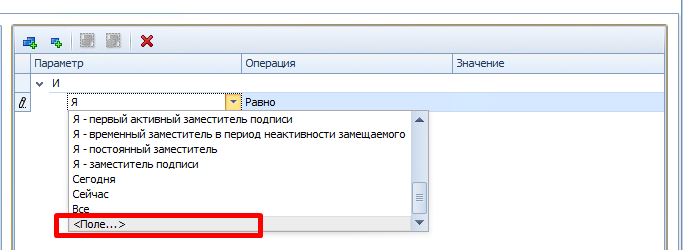 Параметр Операция Значение
И
Я Равно
Я - первый активный заместитель подписи
Я - временный заместитель в период неактивности замещаемого
Я - постоянный заместитель
Я - заместитель подписи
Сегодня
Сейчас
Все
<Поле...>